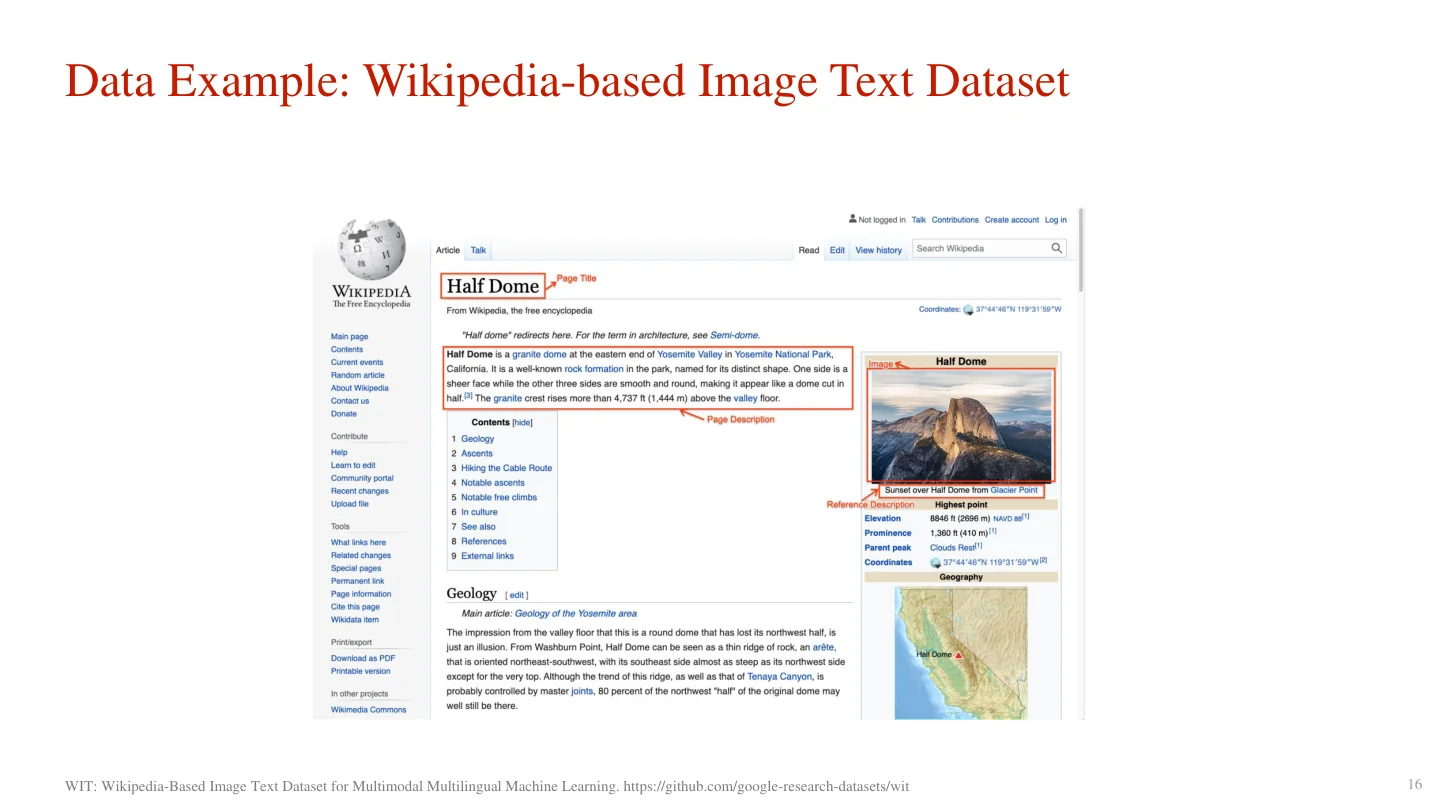 Data Example: Wikipedia-based Image Text Dataset
Not logged in Talk Contributions Create account Log in
Article Talk
Read Edit View history Search Wikipedia
WIKIPEDIA
The Free Encyclopedia
Main page
Contents
Current events
Random article
About Wikipedia
Contact us
Donate
Contribute
Help
Learn to edit
Community portal
Recent changes
Upload file
Tools
What links here
Related changes
Special pages
Permanent link
Page information
Cite this page
Wikidata item
Print/export
Download as PDF
Printable version
In other projects
Wikimedia Commons
Half Dome
Page Title
From Wikipedia, the free encyclopedia
Coordinates: 37°44′46″N 119°31′59″W
"Half dome" redirects here. For the term in architecture, see Semi-dome.
Half Dome is a granite dome at the eastern end of Yosemite Valley in Yosemite National Park,
California. It is a well-known rock formation in the park, named for its distinct shape. One side is a
sheer face while the other three sides are smooth and round, making it appear like a dome cut in
half.[3] The granite crest rises more than 4,737 ft (1,444 m) above the valley floor.
Page Description
Contents [hide]
1 Geology
2 Ascents
3 Hiking the Cable Route
4 Notable ascents
5 Notable free climbs
6 In culture
7 See also
8 References
9 External links
Geology [ edit ]
Main article: Geology of the Yosemite area
The impression from the valley floor that this is a round dome that has lost its northwest half, is
just an illusion. From Washburn Point, Half Dome can be seen as a thin ridge of rock, an arête,
that is oriented northeast-southwest, with its southeast side almost as steep as its northwest side
except for the very top. Although the trend of this ridge, as well as that of Tenaya Canyon, is
probably controlled by master joints, 80 percent of the northwest "half" of the original dome may
well still be there.
Image
Half Dome
Sunset over Half Dome from Glacier Point
Reference Description
Highest point
Elevation 8846 ft (2696 m) NAVD 88[1]
Prominence 1,360 ft (410 m)[1]
Parent peak Clouds Rest[1]
Coordinates 37°44′46″N 119°31′59″W[2]
Geography
Half Dome
WIT: Wikipedia-Based Image Text Dataset for Multimodal Multilingual Machine Learning. https://github.com/google-research-datasets/wit
16